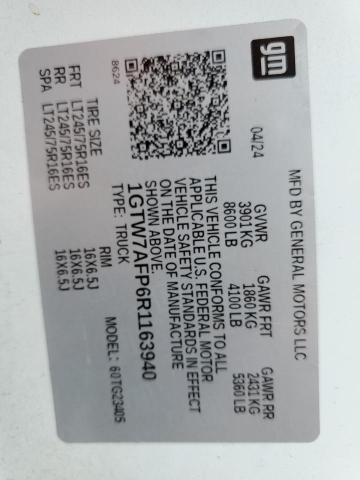 gm
MFD BY GENERAL MOTORS LLC
04/24 GVWR GAWR FRT GAWR RR
3901 KG 1860 KG 2431 KG
8600 LB 4100 LB 5360 LB
THIS VEHICLE CONFORMS TO ALL
APPLICABLE U.S. FEDERAL MOTOR
VEHICLE SAFETY STANDARDS IN EFFECT
ON THE DATE OF MANUFACTURE
SHOWN ABOVE.
1GTW7AFP6R1163940
TYPE: TRUCK MODEL: 60TG23405
8624
TIRE SIZE RIM
FRT LT245/75R16ES 16X6.5J
RR LT245/75R16ES 16X6.5J
SPA LT245/75R16ES 16X6.5J